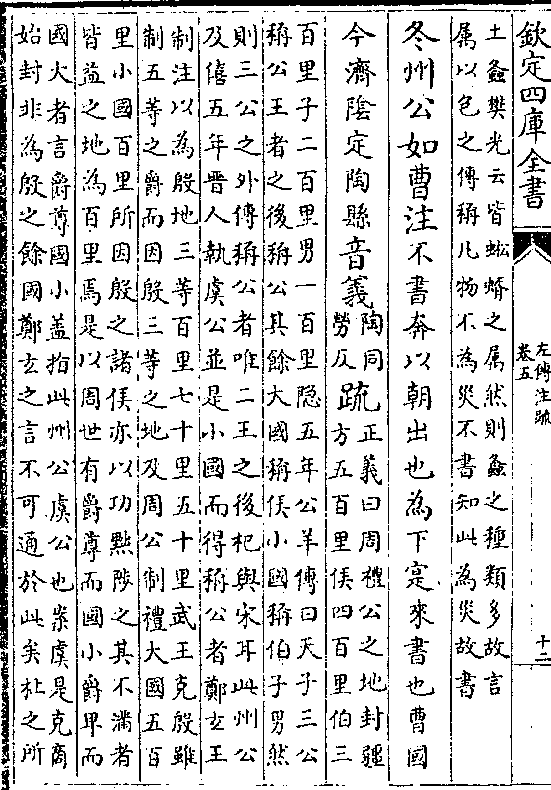 欽定四庫全書
左傳注疏
卷五
十二
土螽樊光云皆蚣蝑之属然則螽之種類多故言
属以包之傳稱凡物不為災不書知此為災故書
冬州公如曹注不書奔以朝出也為下寔來書也曹國
今濟隂定陶縣音義陶同勞反疏正義曰周禮公之地封疆方五百里侯四百里伯三
百里子二百里男一百里隐五年公羊傳曰天子三公
稱公王者之後稱公其餘大國稱侯小國稱伯子男然
則三公之外傳稱公者唯二王之後杞與宋耳此州公
及僖五年晉人執虞公並是小國而得稱公者鄭玄王
制注以為殷地三等百里七十里五十里武王克殷雖
制五等之爵而因殷三等之地及周公制禮大國五百
里小國百里所因殷之諸侯亦以功黜陟之其不滿者
皆益之地為百里焉是以周世有爵尊而國小爵卑而
國大者言爵尊國小盖指此州公虞公也案虞是克商
始封非為殷之餘國鄭玄之言不可通於此矣杜之所